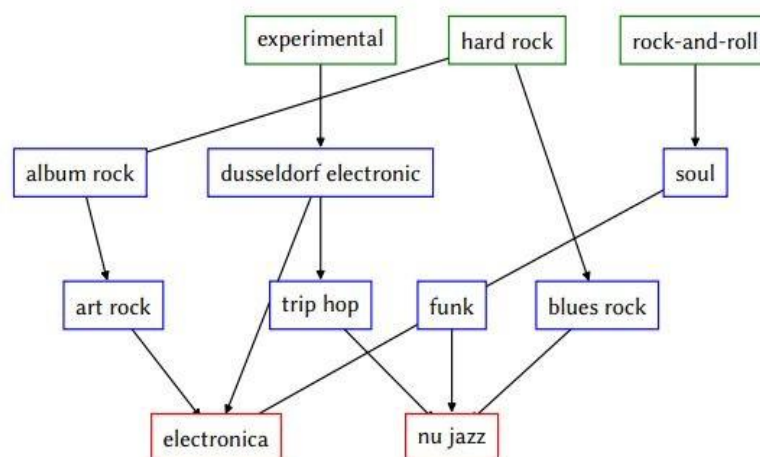 experimental
hard rock
rock-and-roll
album rock
dusseldorf electronic
soul
art rock
trip hop
funk
blues rock
electronica
nu jazz